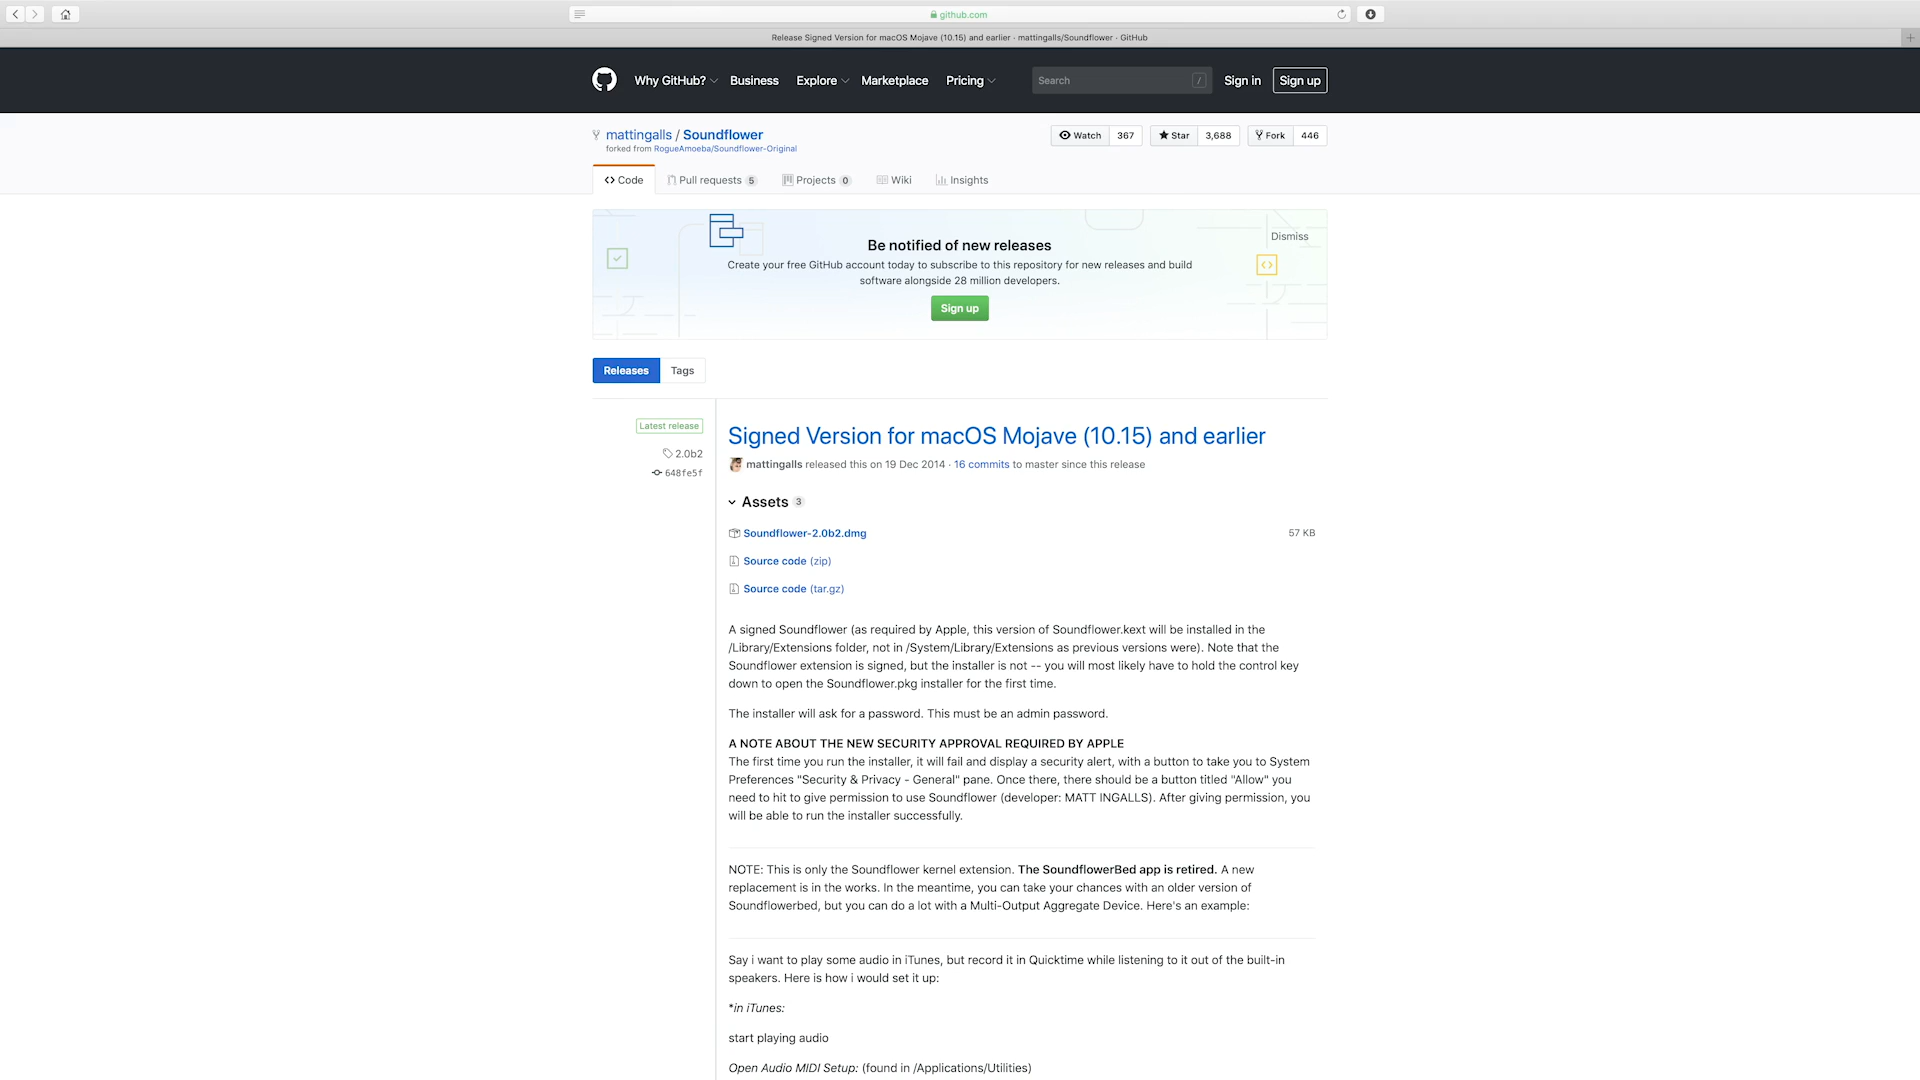 github.com
Release Signed Version for macOS Mojave (10.15) and earlier · mattingalls/Soundflower · GitHub
Why GitHub? Business Explore Marketplace Pricing Search / Sign in Sign up
mattingalls / Soundflower
forked from RogueAmoeba/Soundflower-Original
Watch 367 Star 3,688 Fork 446
Code Pull requests 5 Projects 0 Wiki Insights
Be notified of new releases
Dismiss
Create your free GitHub account today to subscribe to this repository for new releases and build
software alongside 28 million developers.
Sign up
Releases Tags
Latest release
2.0b2
648fe5f
Signed Version for macOS Mojave (10.15) and earlier
mattingalls released this on 19 Dec 2014 · 16 commits to master since this release
Assets 3
Soundflower-2.0b2.dmg 57 KB
Source code (zip)
Source code (tar.gz)
A signed Soundflower (as required by Apple, this version of Soundflower.kext will be installed in the
/Library/Extensions folder, not in /System/Library/Extensions as previous versions were). Note that the
Soundflower extension is signed, but the installer is not -- you will most likely have to hold the control key
down to open the Soundflower.pkg installer for the first time.
The installer will ask for a password. This must be an admin password.
A NOTE ABOUT THE NEW SECURITY APPROVAL REQUIRED BY APPLE
The first time you run the installer, it will fail and display a security alert, with a button to take you to System
Preferences "Security & Privacy - General" pane. Once there, there should be a button titled "Allow" you
need to hit to give permission to use Soundflower (developer: MATT INGALLS). After giving permission, you
will be able to run the installer successfully.
NOTE: This is only the Soundflower kernel extension. The SoundflowerBed app is retired. A new
replacement is in the works. In the meantime, you can take your chances with an older version of
Soundflowerbed, but you can do a lot with a Multi-Output Aggregate Device. Here's an example:
Say i want to play some audio in iTunes, but record it in Quicktime while listening to it out of the built-in
speakers. Here is how i would set it up:
*in iTunes:
start playing audio
Open Audio MIDI Setup: (found in /Applications/Utilities)